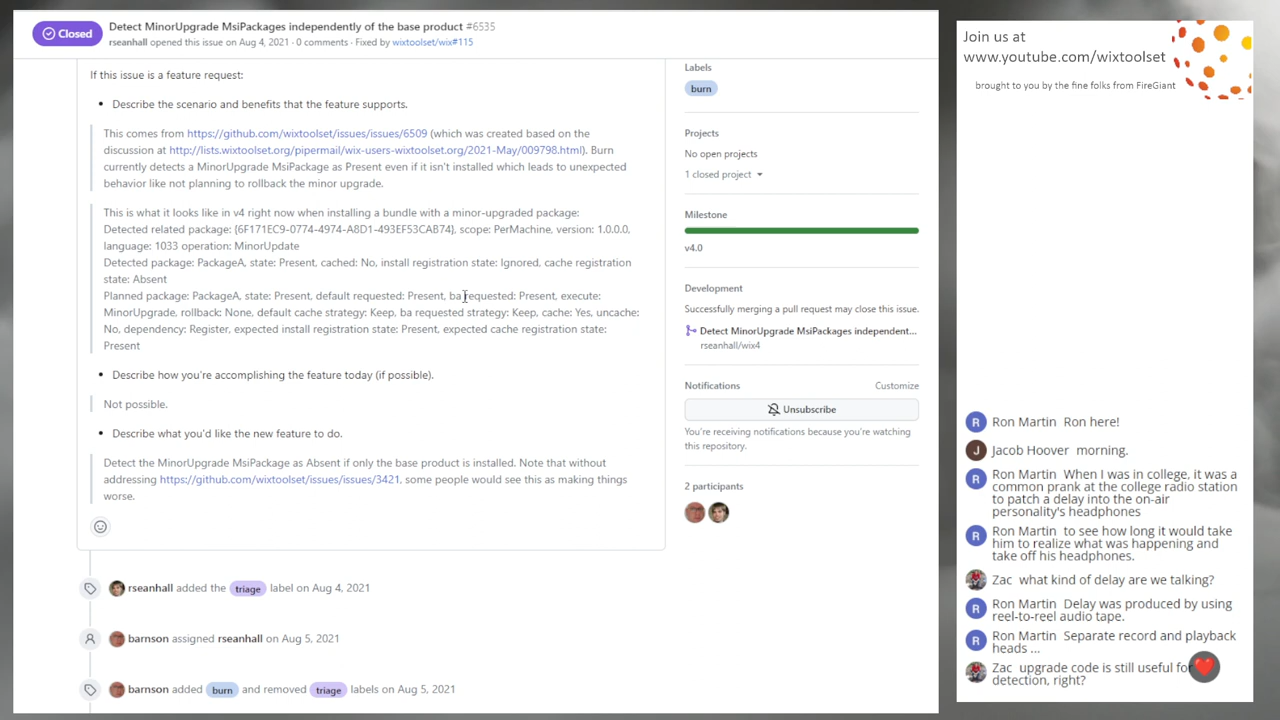 Closed
Detect MinorUpgrade MsiPackages independently of the base product #6535
rseanhall opened this issue on Aug 4, 2021 · 0 comments · Fixed by wixtoolset/wix#115
If this issue is a feature request:
• Describe the scenario and benefits that the feature supports.
This comes from https://github.com/wixtoolset/issues/issues/6509 (which was created based on the
discussion at http://lists.wixtoolset.org/pipermail/wix-users-wixtoolset.org/2021-May/009798.html). Burn
currently detects a MinorUpgrade MsiPackage as Present even if it isn't installed which leads to unexpected
behavior like not planning to rollback the minor upgrade.
This is what it looks like in v4 right now when installing a bundle with a minor-upgraded package:
Detected related package: {6F171EC9-0774-4974-A8D1-493EF53CAB74}, scope: PerMachine, version: 1.0.0.0,
language: 1033 operation: MinorUpdate
Detected package: PackageA, state: Present, cached: No, install registration state: Ignored, cache registration
state: Absent
Planned package: PackageA, state: Present, default requested: Present, ba requested: Present, execute:
MinorUpgrade, rollback: None, default cache strategy: Keep, ba requested strategy: Keep, cache: Yes, uncache:
No, dependency: Register, expected install registration state: Present, expected cache registration state:
Present
• Describe how you're accomplishing the feature today (if possible).
Not possible.
• Describe what you'd like the new feature to do.
Detect the MinorUpgrade MsiPackage as Absent if only the base product is installed. Note that without
addressing https://github.com/wixtoolset/issues/issues/3421, some people would see this as making things
worse.
rseanhall added the triage label on Aug 4, 2021
barnson assigned rseanhall on Aug 5, 2021
barnson added burn and removed triage labels on Aug 5, 2021
Labels
burn
Projects
No open projects
1 closed project
Milestone
v4.0
Development
Successfully merging a pull request may close this issue.
Detect MinorUpgrade MsiPackages independent...
rseanhall/wix4
Notifications
Customize
Unsubscribe
You're receiving notifications because you're watching
this repository.
2 participants
Join us at
www.youtube.com/wixtoolset
brought to you by the fine folks from FireGiant
R Ron Martin Ron here!
J Jacob Hoover morning.
R Ron Martin When I was in college, it was a
common prank at the college radio station
to patch a delay into the on-air
personality's headphones
R Ron Martin to see how long it would take
him to realize what was happening and
take off his headphones.
Zac what kind of delay are we talking?
R Ron Martin Delay was produced by using
reel-to-reel audio tape.
R Ron Martin Separate record and playback
heads ...
Zac upgrade code is still useful for
detection, right?